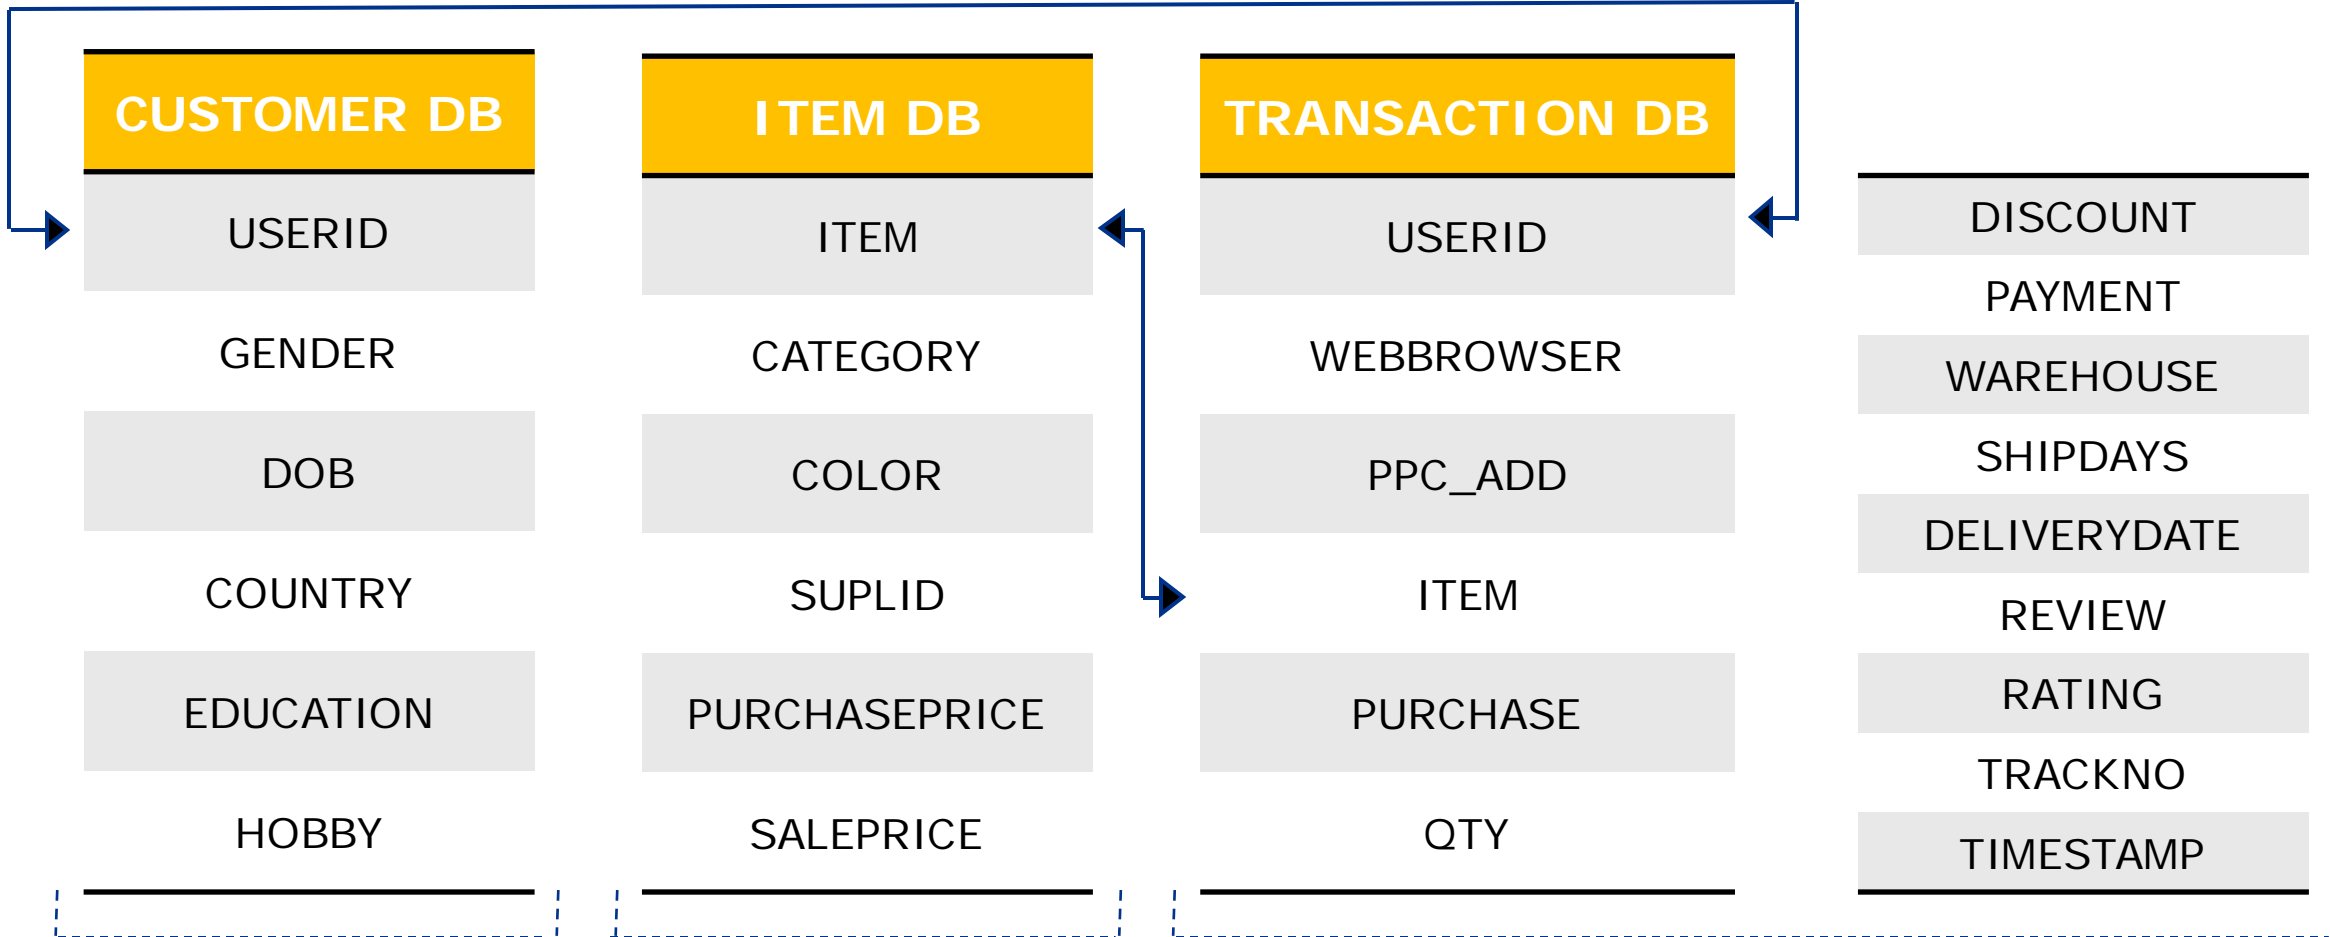 CUSTOMER DB
USERID
GENDER
DOB
COUNTRY
EDUCATION
HOBBY
ITEM DB
ITEM
CATEGORY
COLOR
SUPLID
PURCHASEPRICE
SALEPRICE
TRANSACTION DB
USERID
WEBBROWSER
PPC_ADD
ITEM
PURCHASE
QTY
DISCOUNT
PAYMENT
WAREHOUSE
SHIPDAYS
DELIVERYDATE
REVIEW
RATING
TRACKNO
TIMESTAMP